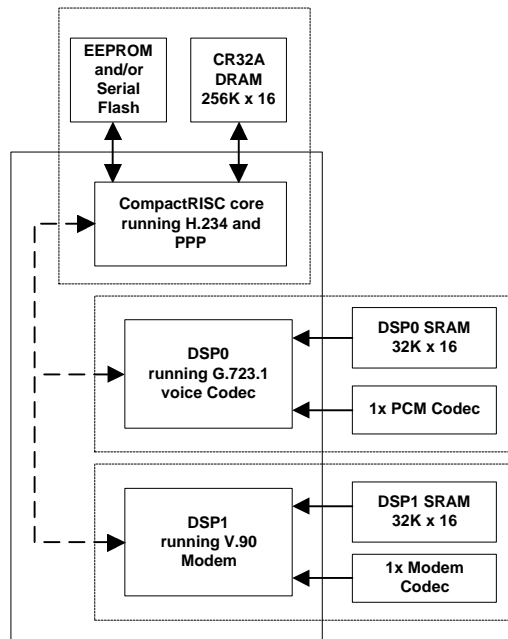 EEPROM
and/or
Serial
Flash
CR32A
DRAM
256K x 16
CompactRISC core
running H.234 and
PPP
DSP0
running G.723.1
voice Codec
DSP0 SRAM
32K x 16
1x PCM Codec
DSP1
running V.90
Modem
DSP1 SRAM
32K x 16
1x Modem
Codec